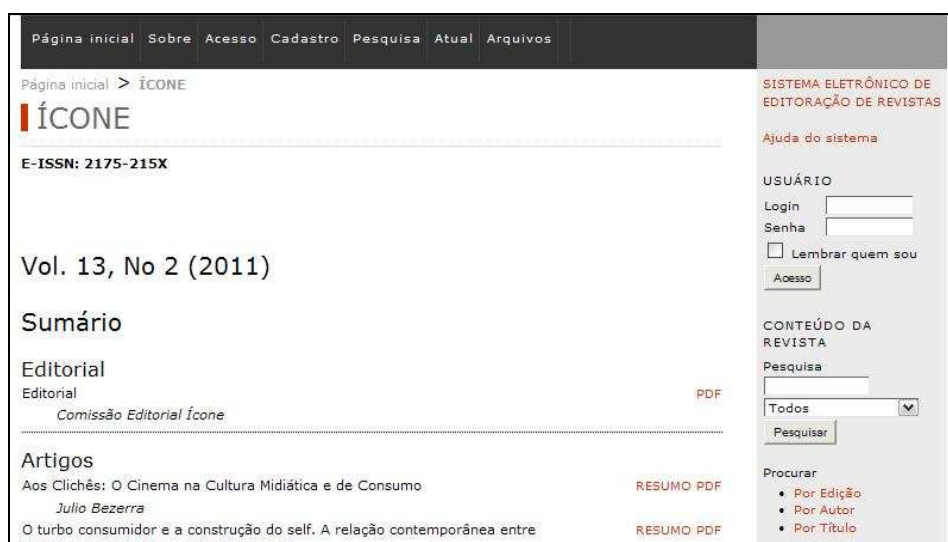 Página inicial Sobre Acesso Cadastro Pesquisa Atual Arquivos
Página inicial > ÍCONE
ÍCONE
E-ISSN: 2175-215X
Vol. 13, No 2 (2011)
Sumário
Editorial
Editorial PDF
Comissão Editorial Ícone
Artigos
Aos Clichês: O Cinema na Cultura Midiática e de Consumo RESUMO PDF
Julio Bezerra
O turbo consumidor e a construção do self. A relação contemporânea entre RESUMO PDF
SISTEMA ELETRÔNICO DE
EDITORAÇÃO DE REVISTAS
Ajuda do sistema
USUÁRIO
Login
Senha
Lembrar quem sou
Acesso
CONTEÚDO DA
REVISTA
Pesquisa
Todos
Pesquisar
Procurar
• Por Edição
• Por Autor
• Por Título